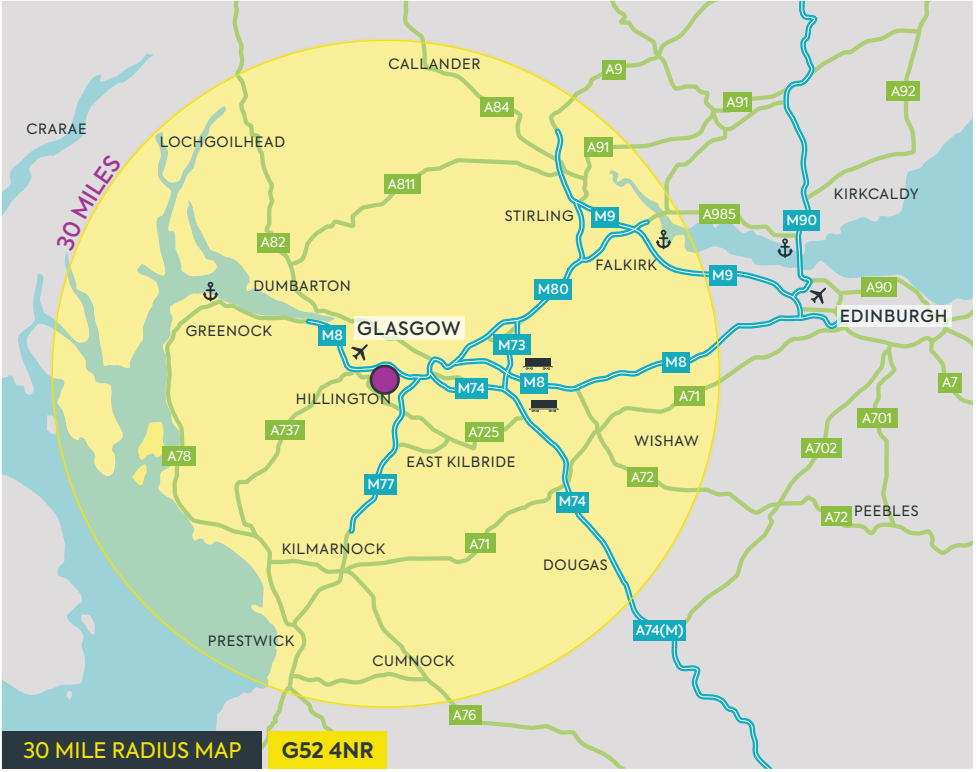 CALLANDER
A9
A92
A84
A91
CRARAE
LOCHGOILHEAD
A91
30 MILES
A811
KIRKCALDY
STIRLING
M9
A985
M90
A82
FALKIRK
M9
DUMBARTON
M80
A90
GREENOCK
M8
GLASGOW
EDINBURGH
M73
M8
M74
M8
A7
HILLINGTON
A71
A701
A737
A725
WISHAW
A702
A78
EAST KILBRIDE
A72
M77
M74
A72
PEEBLES
KILMARNOCK
A71
DOUGAS
A74(M)
PRESTWICK
CUMNOCK
A76
30 MILE RADIUS MAP
G52 4NR